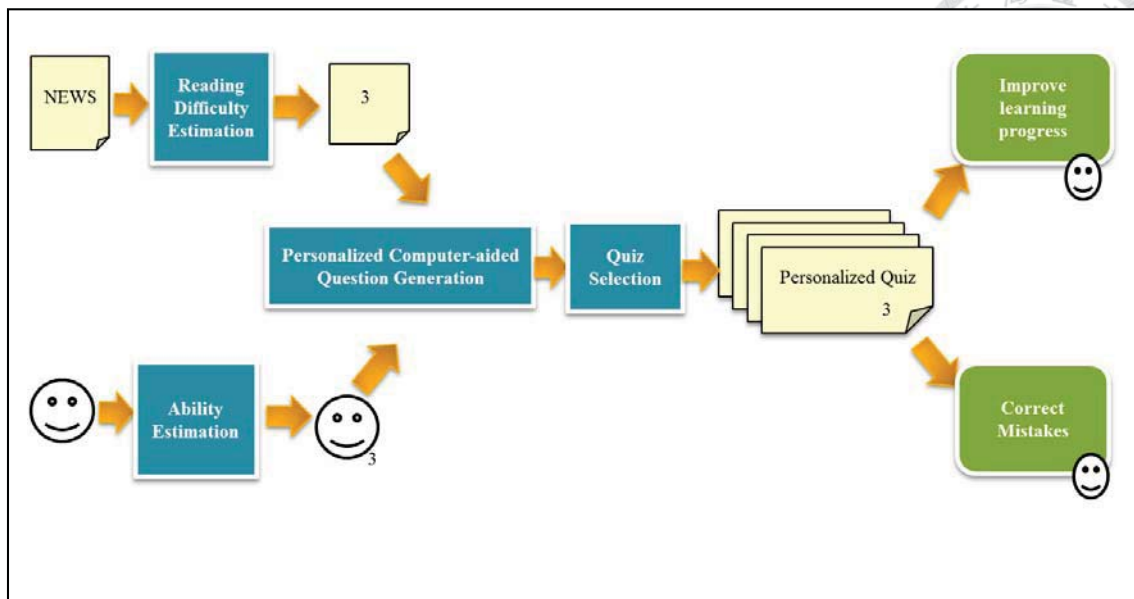 NEWS
Reading
Difficulty
Estimation
3
Improve
learning
progress
Personalized Computer-aided
Question Generation
Quiz
Selection
Personalized Quiz
3
Ability
Estimation
3
Correct
Mistakes